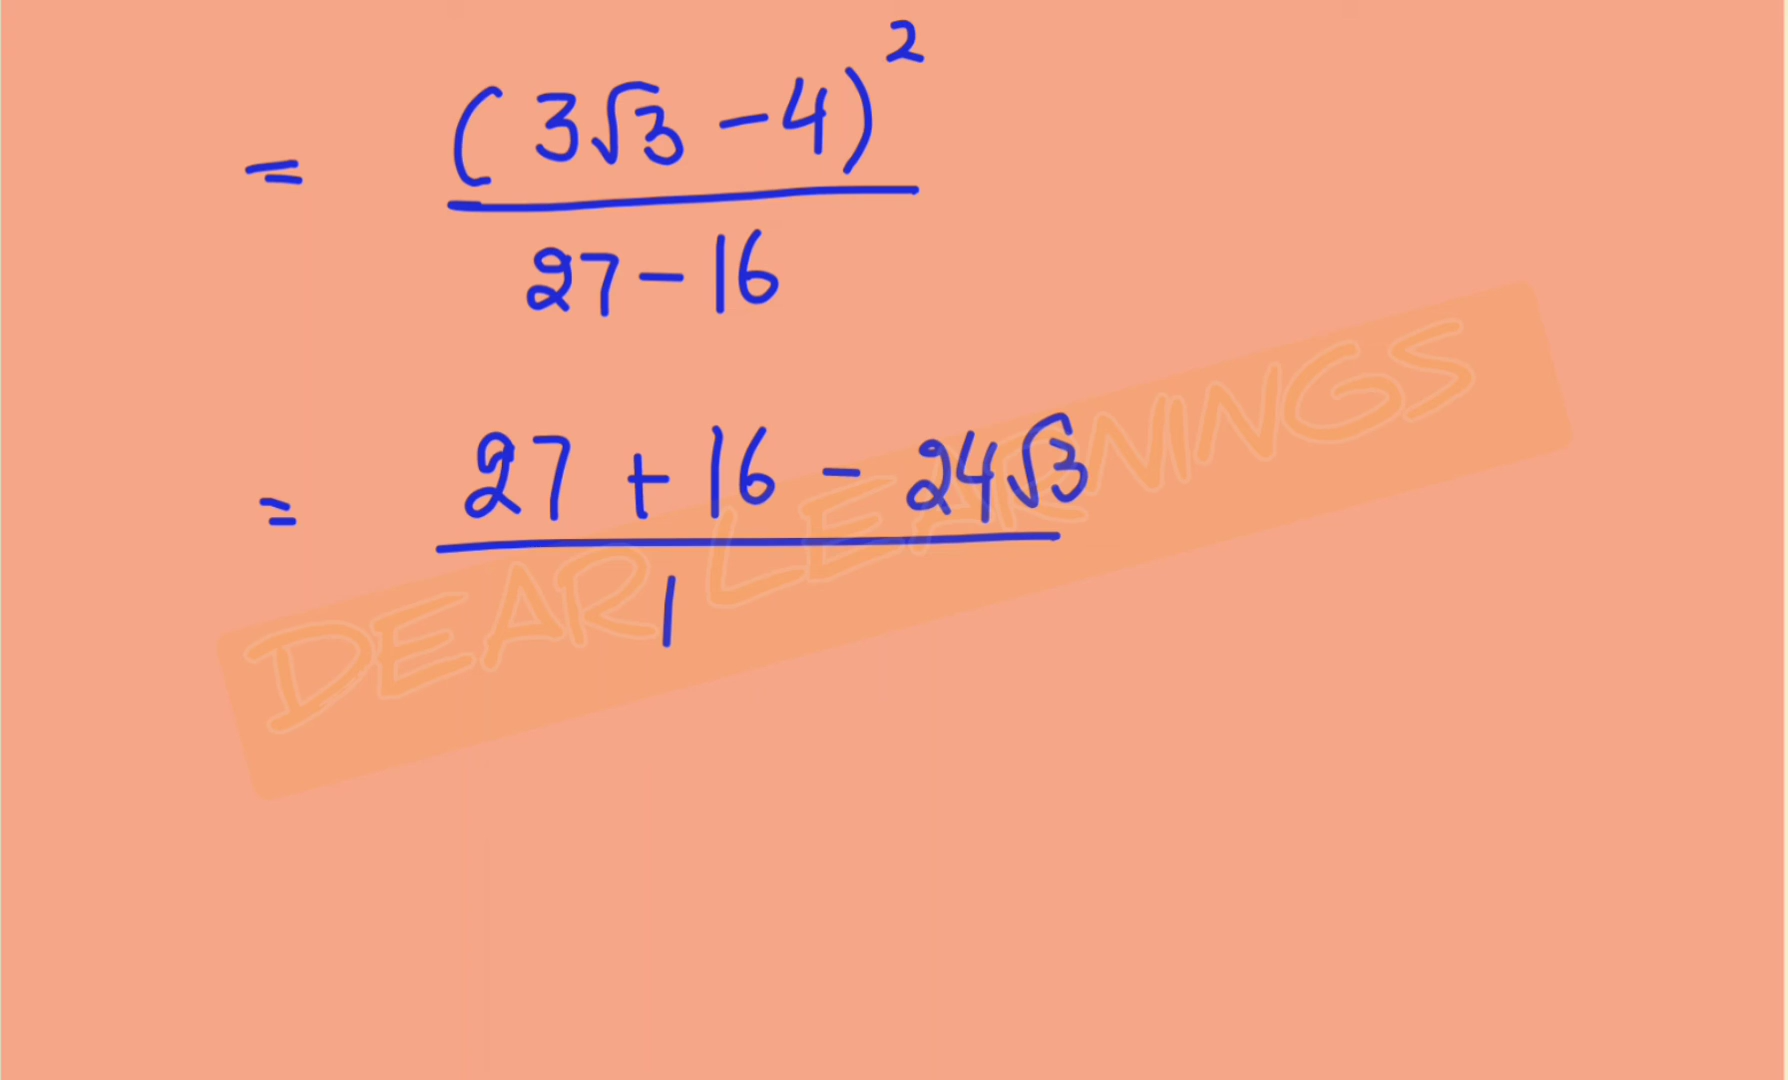 = (3√3 - 4)²
27 - 16
= 27 + 16 - 24√3
1
DEAR LEARNINGS